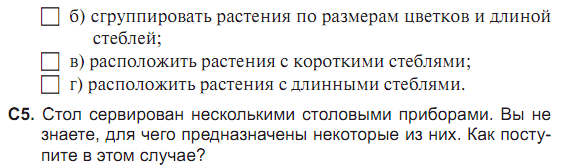 б) сгруппировать растения по размерам цветков и длиной
стеблей;
в) расположить растения с короткими стеблями;
г) расположить растения с длинными стеблями.
С5. Стол сервирован несколькими столовыми приборами. Вы не
знаете, для чего предназначены некоторые из них. Как посту-
пите в этом случае?